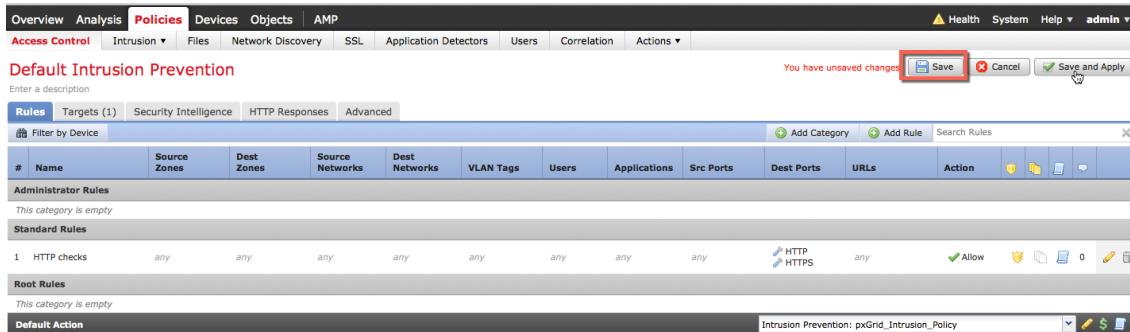 Overview Analysis Policies Devices Objects AMP Health System Help admin
Access Control Intrusion Files Network Discovery SSL Application Detectors Users Correlation Actions
Default Intrusion Prevention You have unsaved changes Save Cancel Save and Apply
Enter a description
Rules Targets (1) Security Intelligence HTTP Responses Advanced
Filter by Device Add Category Add Rule Search Rules
# Name Source Zones Dest Zones Source Networks Dest Networks VLAN Tags Users Applications Src Ports Dest Ports URLs Action
Administrator Rules
This category is empty
Standard Rules
1 HTTP checks any any any any any any any any HTTP HTTPS any Allow 0
Root Rules
This category is empty
Default Action Intrusion Prevention: pxGrid_Intrusion_Policy